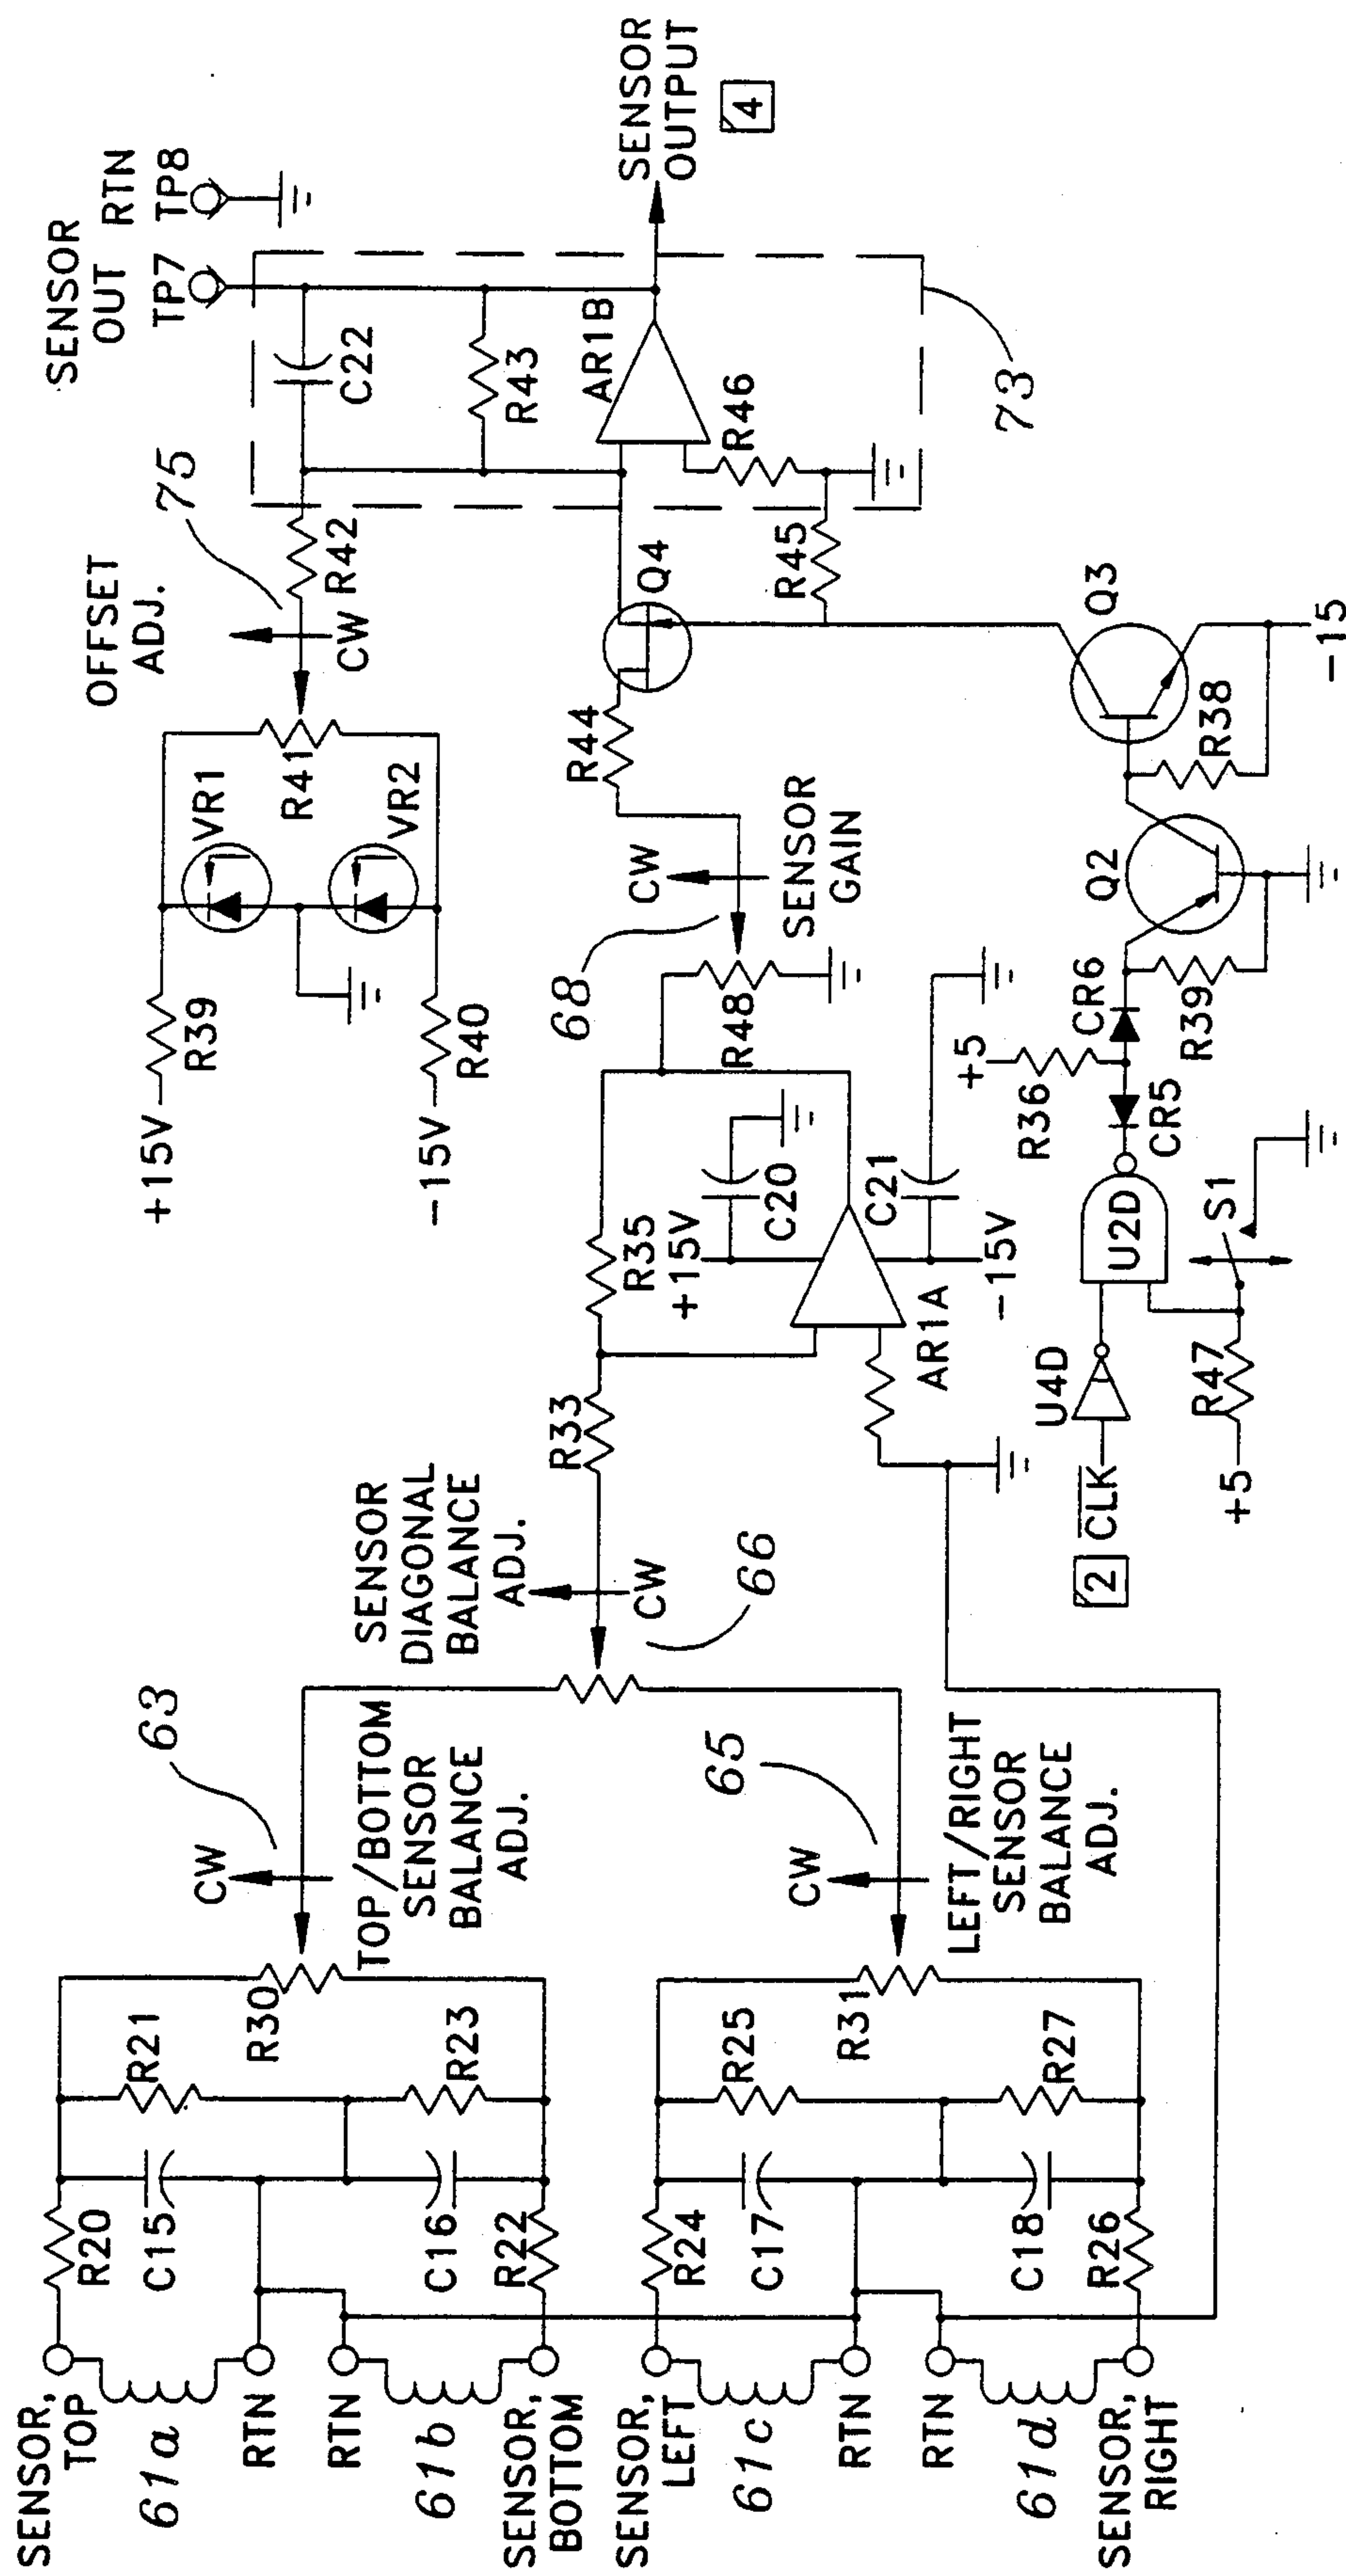 SENSOR,
TOP
61a
RTN
RTN
61b
SENSOR,
BOTTOM
SENSOR,
LEFT
61c
RTN
RTN
61d
SENSOR,
RIGHT
R20
C15
C16
R22
R24
C17
C18
R26
R21
R23
R25
R27
R30
R31
CW
63
TOP/BOTTOM
SENSOR
BALANCE
ADJ.
CW
65
LEFT/RIGHT
SENSOR
BALANCE
ADJ.
SENSOR
DIAGONAL
BALANCE
ADJ.
CW
66
R33
R35
+15V
C20
AR1A
C21
-15V
2
CLK
U4D
+5
R47
U2D
S1
CR5
R36
+5
CR6
R39
Q2
R38
Q3
-15
+15V
R39
-15V
R40
VR1
VR2
R41
OFFSET
ADJ.
75
CW
R42
68
R48
CW
SENSOR
GAIN
R44
Q4
R45
R46
C22
R43
AR1B
73
SENSOR
OUT RTN
TP7 TP8
SENSOR
OUTPUT
4